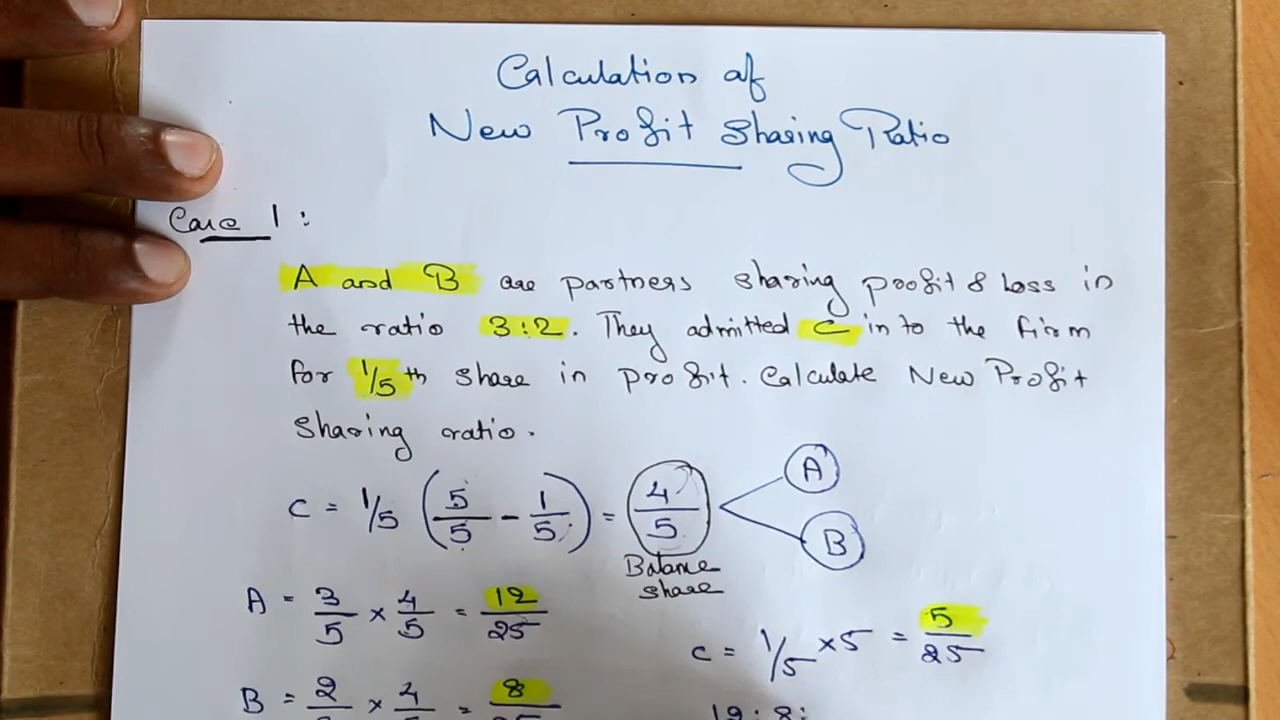 Calculation of
New Profit Sharing Ratio
Case 1:
A and B are partners sharing profit & loss in
the ratio 3:2. They admitted C in to the firm
for 1/5th share in profit. Calculate New Profit
Sharing ratio.
C = 1/5 (5/5 - 1/5) = 4/5 A
B
Balance
share
A = 3/5 × 4/5 = 12/25
C = 1/5 × 5 = 5/25
B = 2/ × 4/ = 8/
12:8: